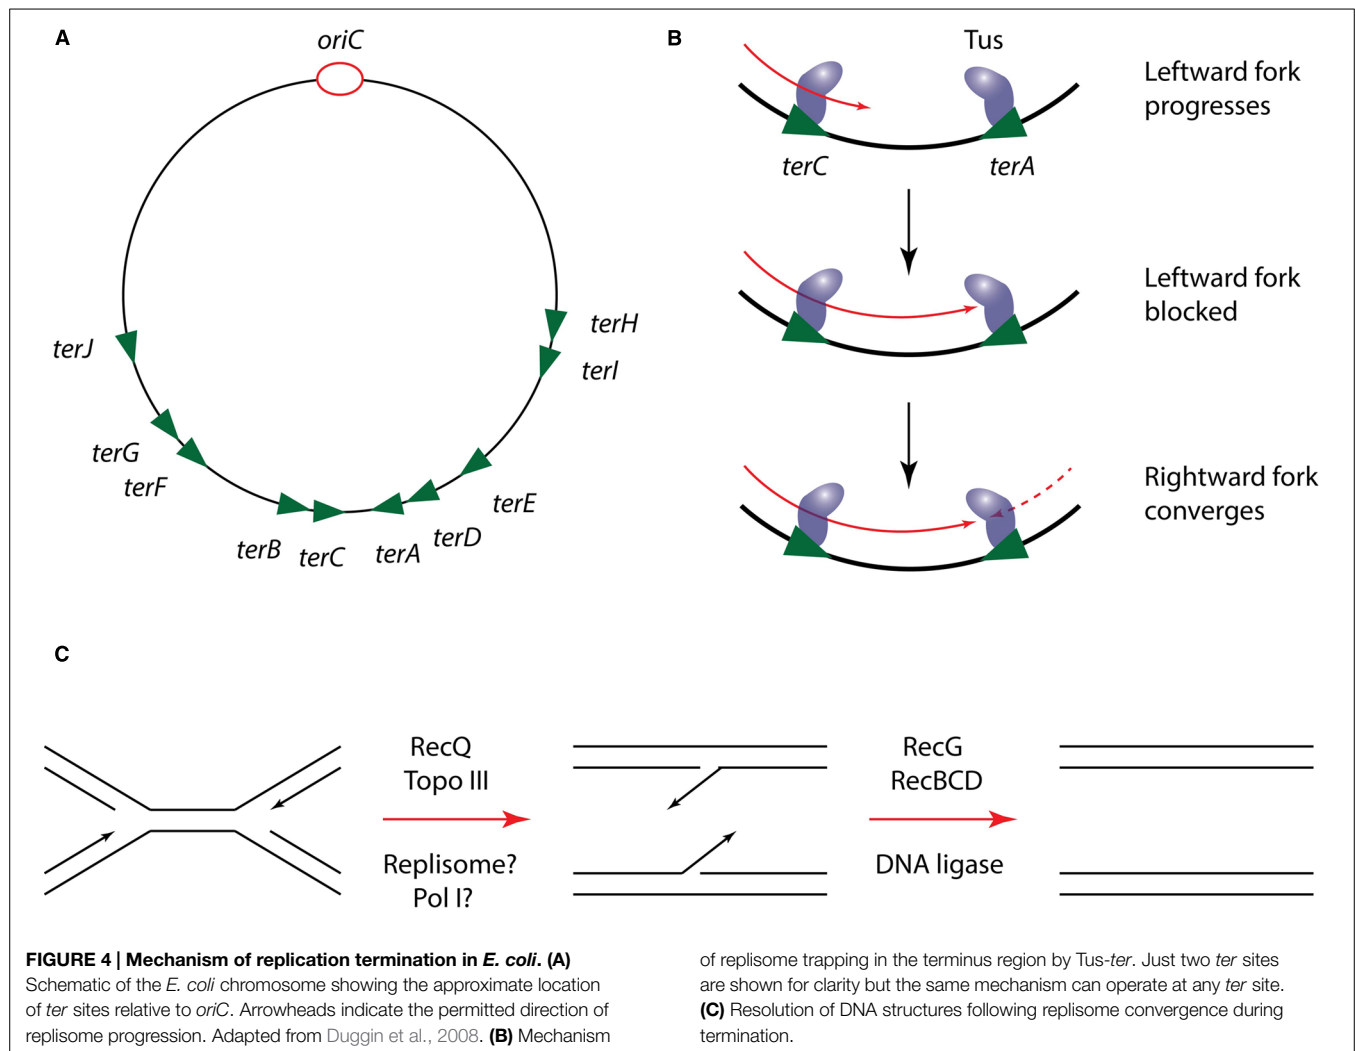 A
oriC
terJ
terG
terF
terB
terC
terA
terD
terE
terI
terH
B
Tus
terC
terA
Leftward fork
progresses
Leftward fork
blocked
Rightward fork
converges
C
RecQ
Topo III
Replisome?
Pol I?
RecG
RecBCD
DNA ligase
FIGURE 4 | Mechanism of replication termination in E. coli. (A)
Schematic of the E. coli chromosome showing the approximate location
of ter sites relative to oriC. Arrowheads indicate the permitted direction of
replisome progression. Adapted from Duggin et al., 2008. (B) Mechanism
of replisome trapping in the terminus region by Tus-ter. Just two ter sites
are shown for clarity but the same mechanism can operate at any ter site.
(C) Resolution of DNA structures following replisome convergence during
termination.